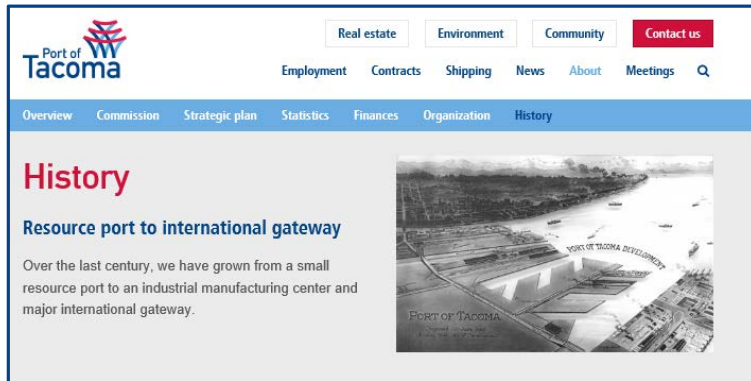 Port of
Tacoma
Real estate
Environment
Community
Contact us
Employment
Contracts
Shipping
News
About
Meetings
Overview
Commission
Strategic plan
Statistics
Finances
Organization
History
History
Resource port to international gateway
Over the last century, we have grown from a small
resource port to an industrial manufacturing center and
major international gateway.
PORT OF TACOMA DEVELOPMENT
PORT OF TACOMA